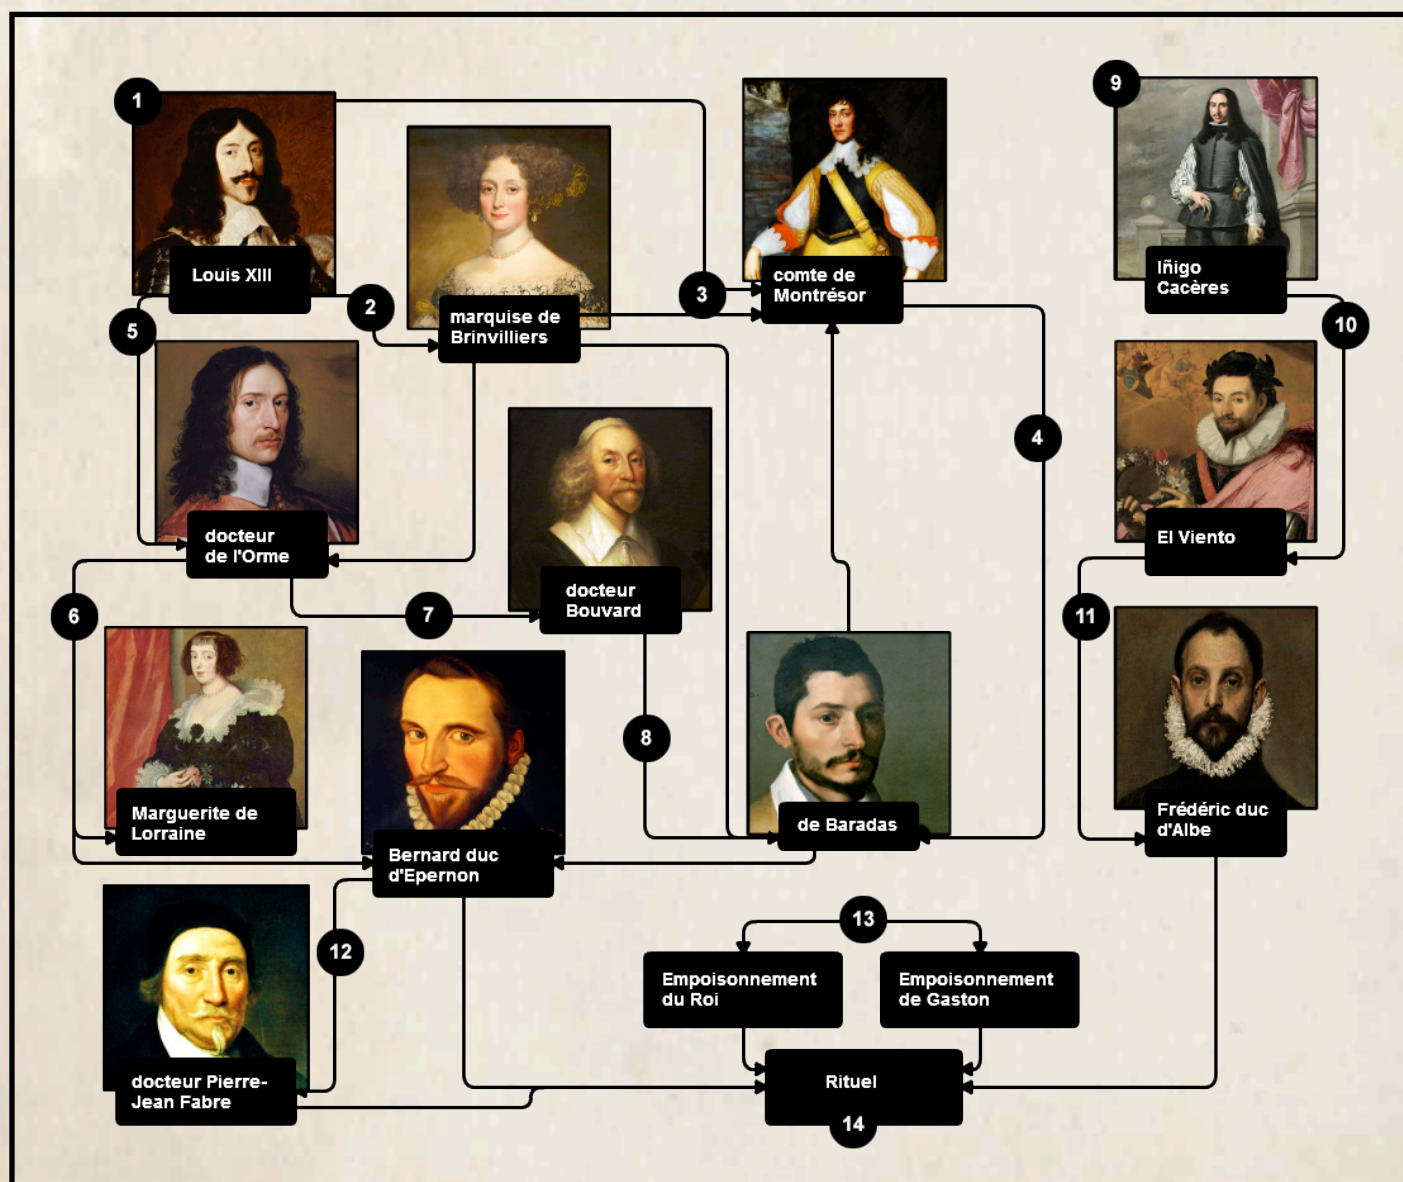 1
Louis XIII
2
marquise de
Brinvilliers
3
comte de
Montrésor
4
5
docteur
de l'Orme
6
Marguerite de
Lorraine
7
docteur
Bouvard
8
de Baradas
Bernard duc
d'Epernon
9
Iñigo
Cacères
10
El Viento
11
Frédéric duc
d'Albe
12
docteur Pierre-
Jean Fabre
13
Empoisonnement
du Roi
Empoisonnement
de Gaston
Rituel
14